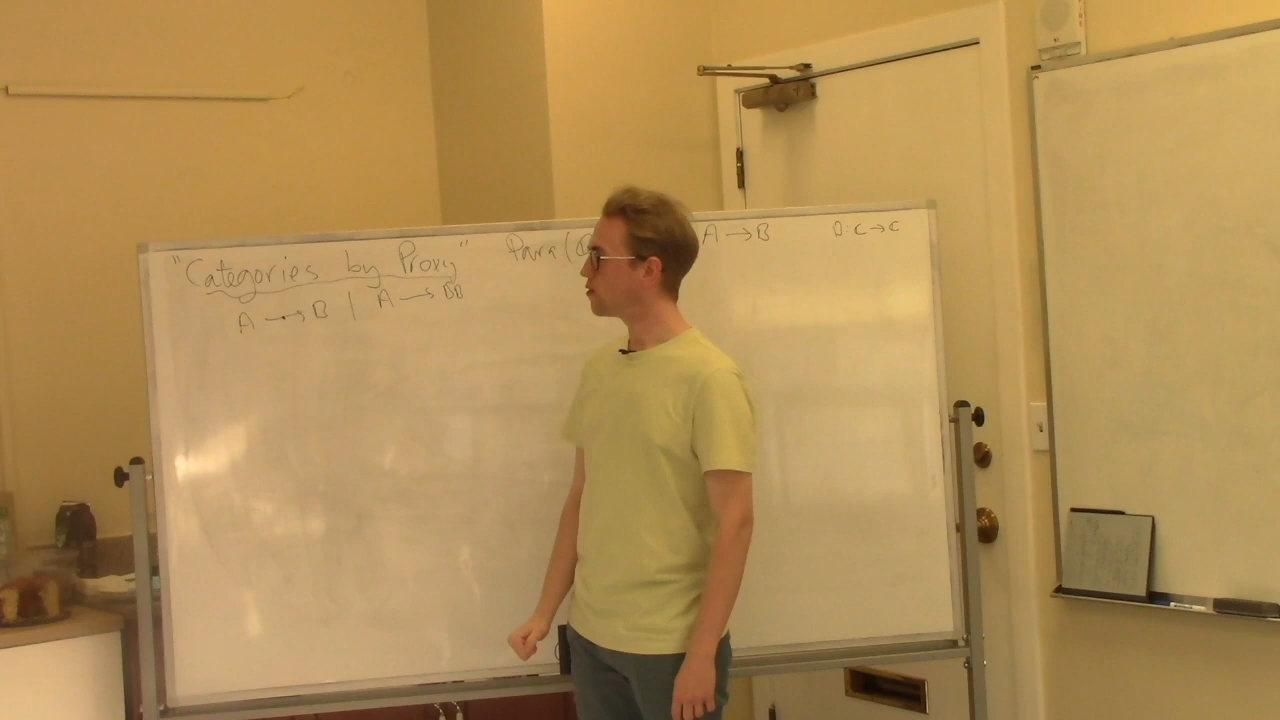 "Categories by Proxy" Para( A → B D: C → C
A → B | A → DB